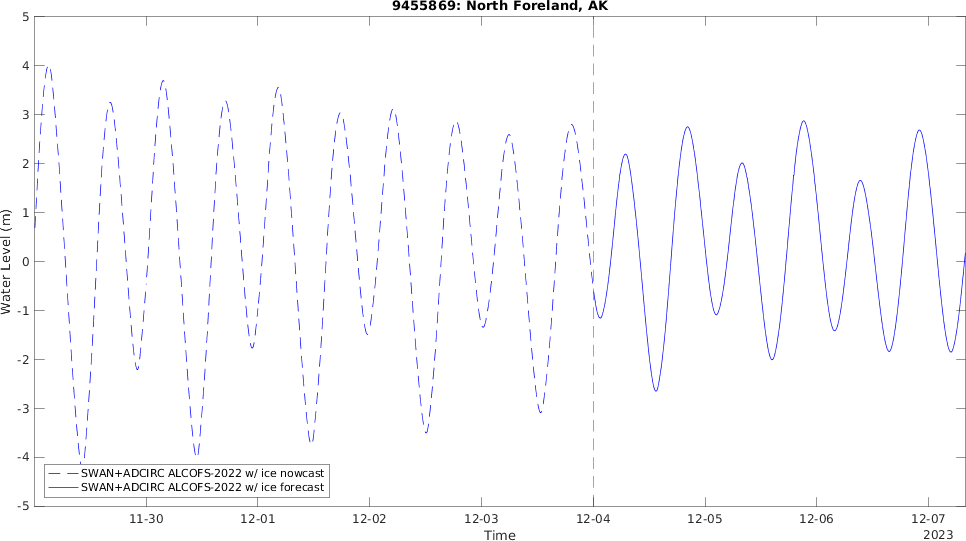 9455869: North Foreland, AK
Water Level (m)
5
4
3
2
1
0
-1
-2
-3
-4
-5
SWAN+ADCIRC ALCOFS-2022 w/ ice nowcast
SWAN+ADCIRC ALCOFS-2022 w/ ice forecast
11-30 12-01 12-02 12-03 12-04 12-05 12-06 12-07
Time
2023